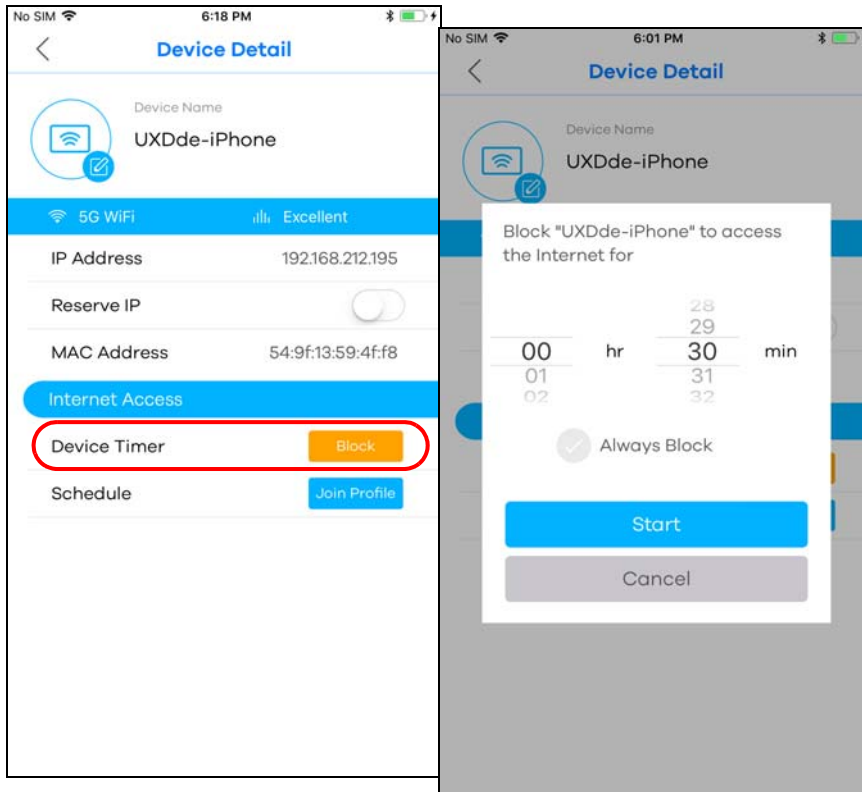 No SIM 6:18 PM
Device Detail
Device Name
UXDde-iPhone
5G WiFi Excellent
IP Address 192.168.212.195
Reserve IP
MAC Address 54:9f:13:59:4f:f8
Internet Access
Device Timer Block
Schedule Join Profile
No SIM 6:01 PM
Device Detail
Device Name
UXDde-iPhone
Block "UXDde-iPhone" to access
the Internet for
28
29
00 hr 30 min
01 31
02 32
Always Block
Start
Cancel